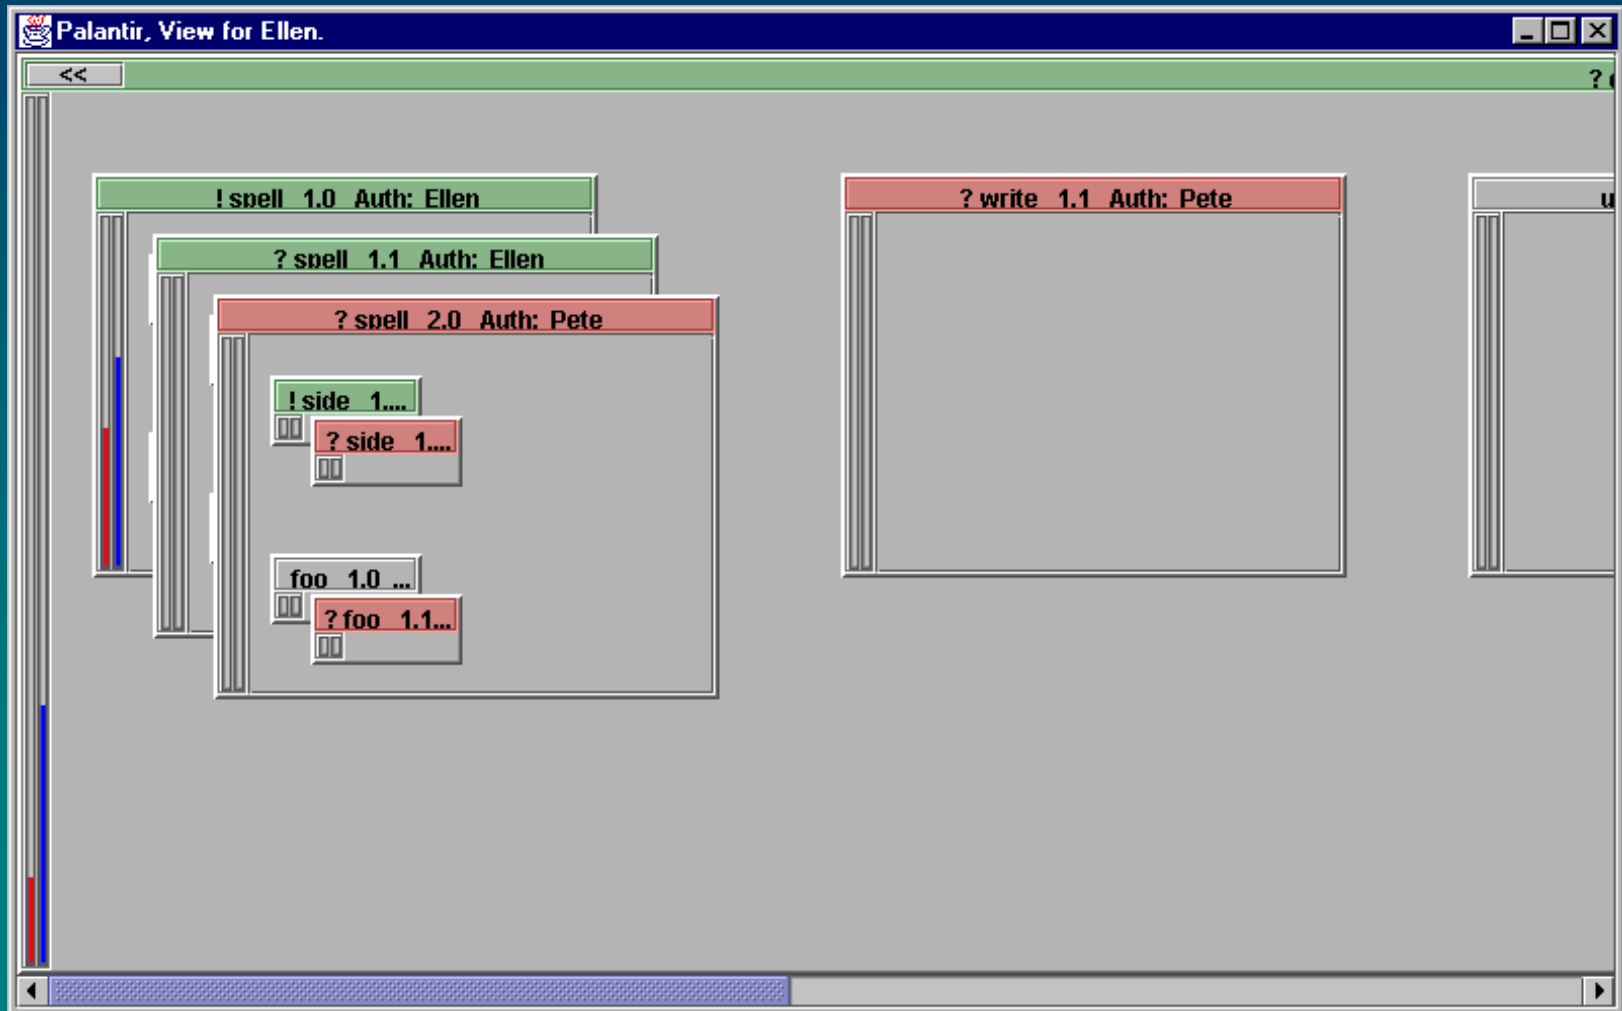 Palantir, View for Ellen.
<<
?
! spell 1.0 Auth: Ellen
? write 1.1 Auth: Pete
u
? spell 1.1 Auth: Ellen
? spell 2.0 Auth: Pete
! side 1....
? side 1....
foo 1.0 ...
? foo 1.1...